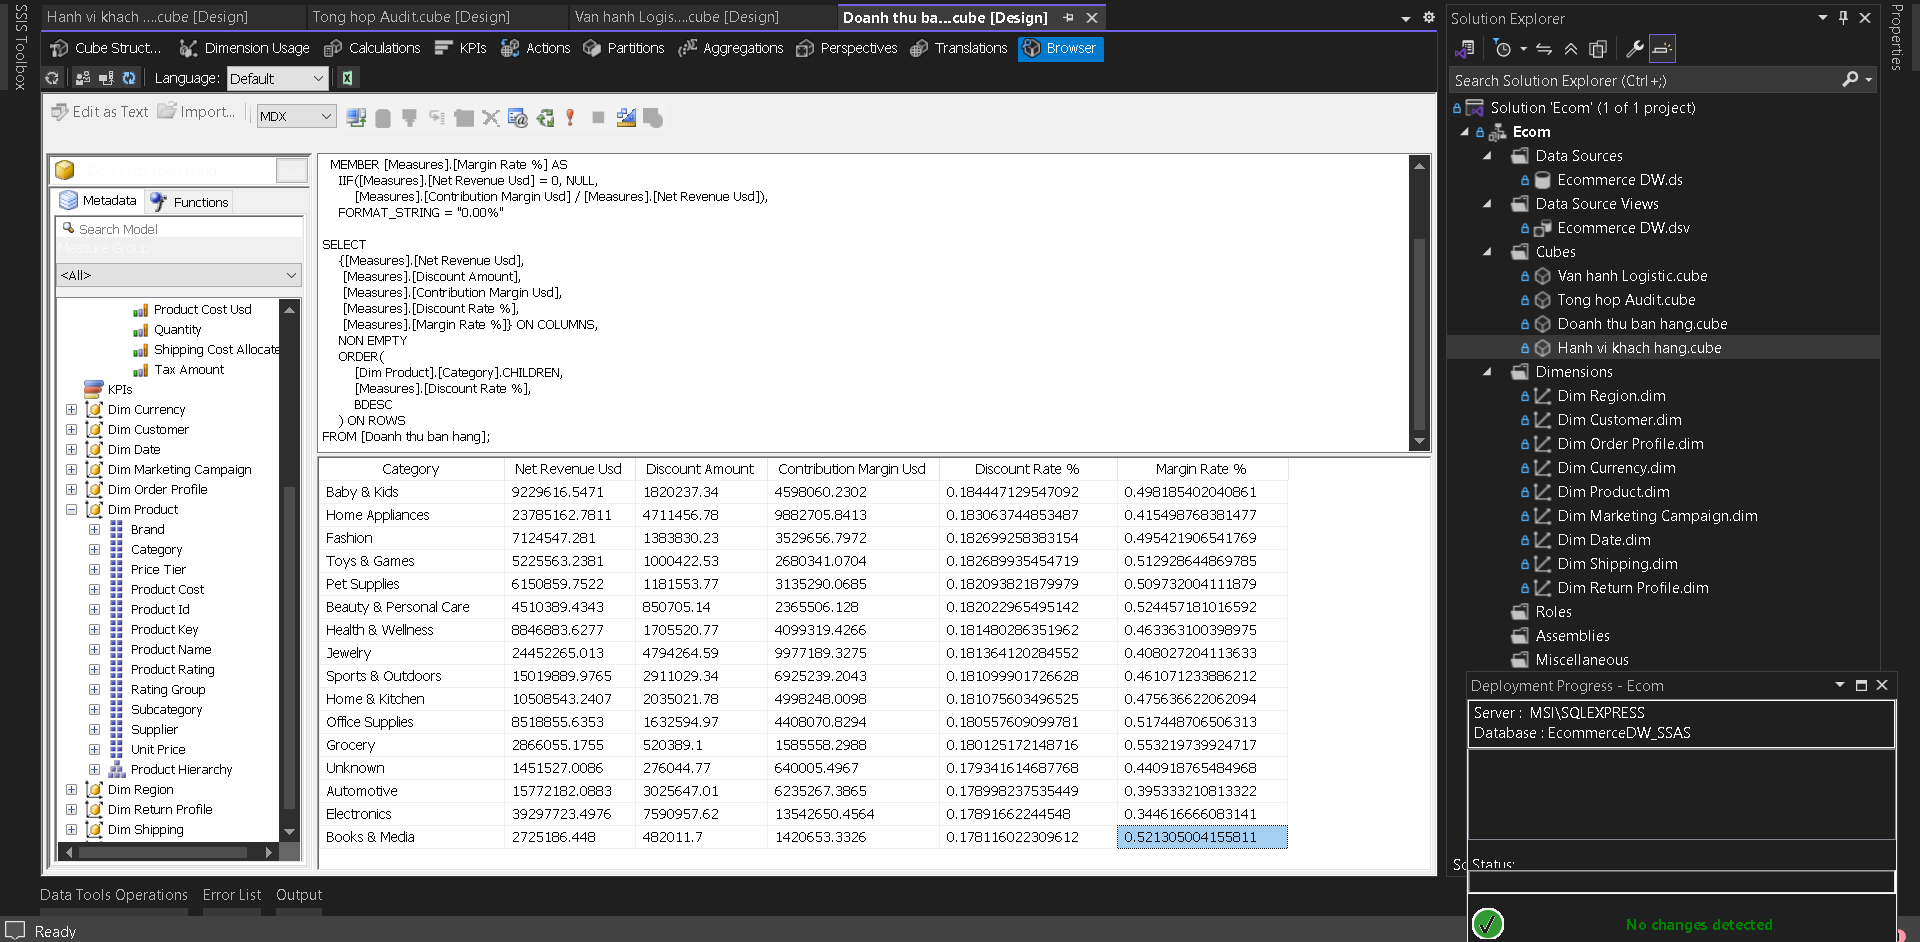 SSIS Toolbox
Hanh vi khach ....cube [Design]
Tong hop Audit.cube [Design]
Van hanh Logis....cube [Design]
Doanh thu ba...cube [Design]
Cube Struct...
Dimension Usage
Calculations
KPIs
Actions
Partitions
Aggregations
Perspectives
Translations
Browser
Language:
Default
Edit as Text
Import...
MDX
Metadata
Functions
Search Model
Measure Group:
<All>
Product Cost Usd
Quantity
Shipping Cost Allocate
Tax Amount
KPIs
Dim Currency
Dim Customer
Dim Date
Dim Marketing Campaign
Dim Order Profile
Dim Product
Brand
Category
Price Tier
Product Cost
Product Id
Product Key
Product Name
Product Rating
Rating Group
Subcategory
Supplier
Unit Price
Product Hierarchy
Dim Region
Dim Return Profile
Dim Shipping
MEMBER [Measures].[Margin Rate %] AS
IIF([Measures].[Net Revenue Usd] = 0, NULL,
[Measures].[Contribution Margin Usd] / [Measures].[Net Revenue Usd]),
FORMAT_STRING = "0.00%"
SELECT
{[Measures].[Net Revenue Usd],
[Measures].[Discount Amount],
[Measures].[Contribution Margin Usd],
[Measures].[Discount Rate %],
[Measures].[Margin Rate %]} ON COLUMNS,
NON EMPTY
ORDER(
[Dim Product].[Category].CHILDREN,
[Measures].[Discount Rate %],
BDESC
) ON ROWS
FROM [Doanh thu ban hang];
Category Net Revenue Usd Discount Amount Contribution Margin Usd Discount Rate % Margin Rate %
Baby & Kids 9229616.5471 1820237.34 4598060.2302 0.184447129547092 0.498185402040861
Home Appliances 23785162.7811 4711456.78 9882705.8413 0.183063744853487 0.415498768381477
Fashion 7124547.281 1383830.23 3529656.7972 0.182699258383154 0.495421906541769
Toys & Games 5225563.2381 1000422.53 2680341.0704 0.182689935454719 0.512928644869785
Pet Supplies 6150859.7522 1181553.77 3135290.0685 0.182093821879979 0.509732004111879
Beauty & Personal Care 4510389.4343 850705.14 2365506.128 0.182022965495142 0.524457181016592
Health & Wellness 8846883.6277 1705520.77 4099319.4266 0.181480286351962 0.463363100398975
Jewelry 24452265.013 4794264.59 9977189.3275 0.181364120284552 0.408027204113633
Sports & Outdoors 15019889.9765 2911029.34 6925239.2043 0.181099901726628 0.461071233886212
Home & Kitchen 10508543.2407 2035021.78 4998248.0098 0.181075603496525 0.475636622062094
Office Supplies 8518855.6353 1632594.97 4408070.8294 0.180557609099781 0.517448706506313
Grocery 2866055.1755 520389.1 1585558.2988 0.180125172148716 0.553219739924717
Unknown 1451527.0086 276044.77 640005.4967 0.179341614687768 0.440918765484968
Automotive 15772182.0883 3025647.01 6235267.3865 0.178998237535449 0.395333210813322
Electronics 39297723.4976 7590957.62 13542650.4564 0.17891662244548 0.344616666083141
Books & Media 2725186.448 482011.7 1420653.3326 0.178116022309612 0.521305004155811
Data Tools Operations
Error List
Output
Ready
Solution Explorer
Search Solution Explorer (Ctrl+;)
Solution 'Ecom' (1 of 1 project)
Ecom
Data Sources
Ecommerce DW.ds
Data Source Views
Ecommerce DW.dsv
Cubes
Van hanh Logistic.cube
Tong hop Audit.cube
Doanh thu ban hang.cube
Hanh vi khach hang.cube
Dimensions
Dim Region.dim
Dim Customer.dim
Dim Order Profile.dim
Dim Currency.dim
Dim Product.dim
Dim Marketing Campaign.dim
Dim Date.dim
Dim Shipping.dim
Dim Return Profile.dim
Roles
Assemblies
Miscellaneous
Deployment Progress - Ecom
Server : MSI\SQLEXPRESS
Database : EcommerceDW_SSAS
So
Status:
No changes detected
Properties